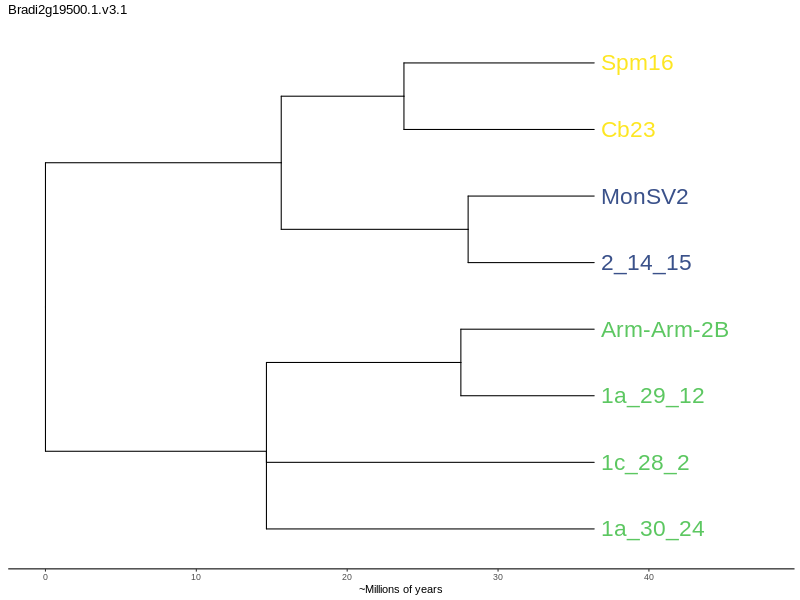 Bradi2g19500.1.v3.1
Spm16
Cb23
MonSV2
2_14_15
Arm-Arm-2B
1a_29_12
1c_28_2
1a_30_24
0 10 20 30 40
~Millions of years